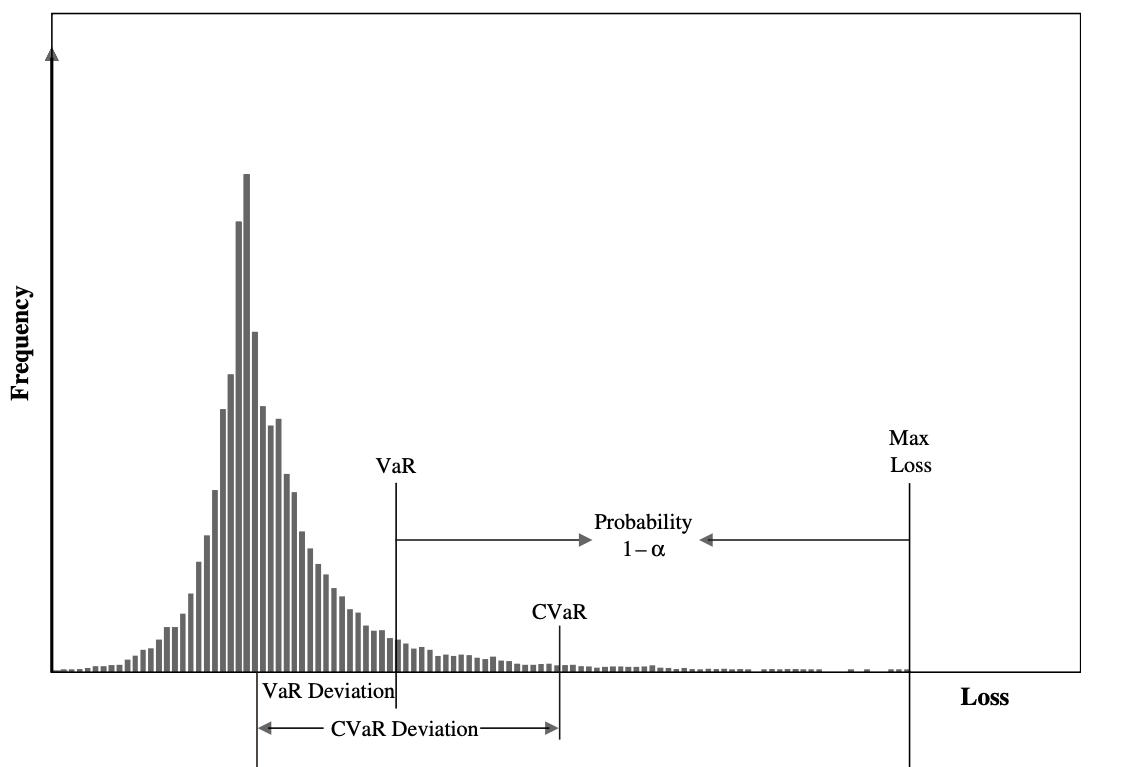 Frequency
Max
Loss
VaR
Probability
1 – α
CVaR
VaR Deviation
Loss
CVaR Deviation